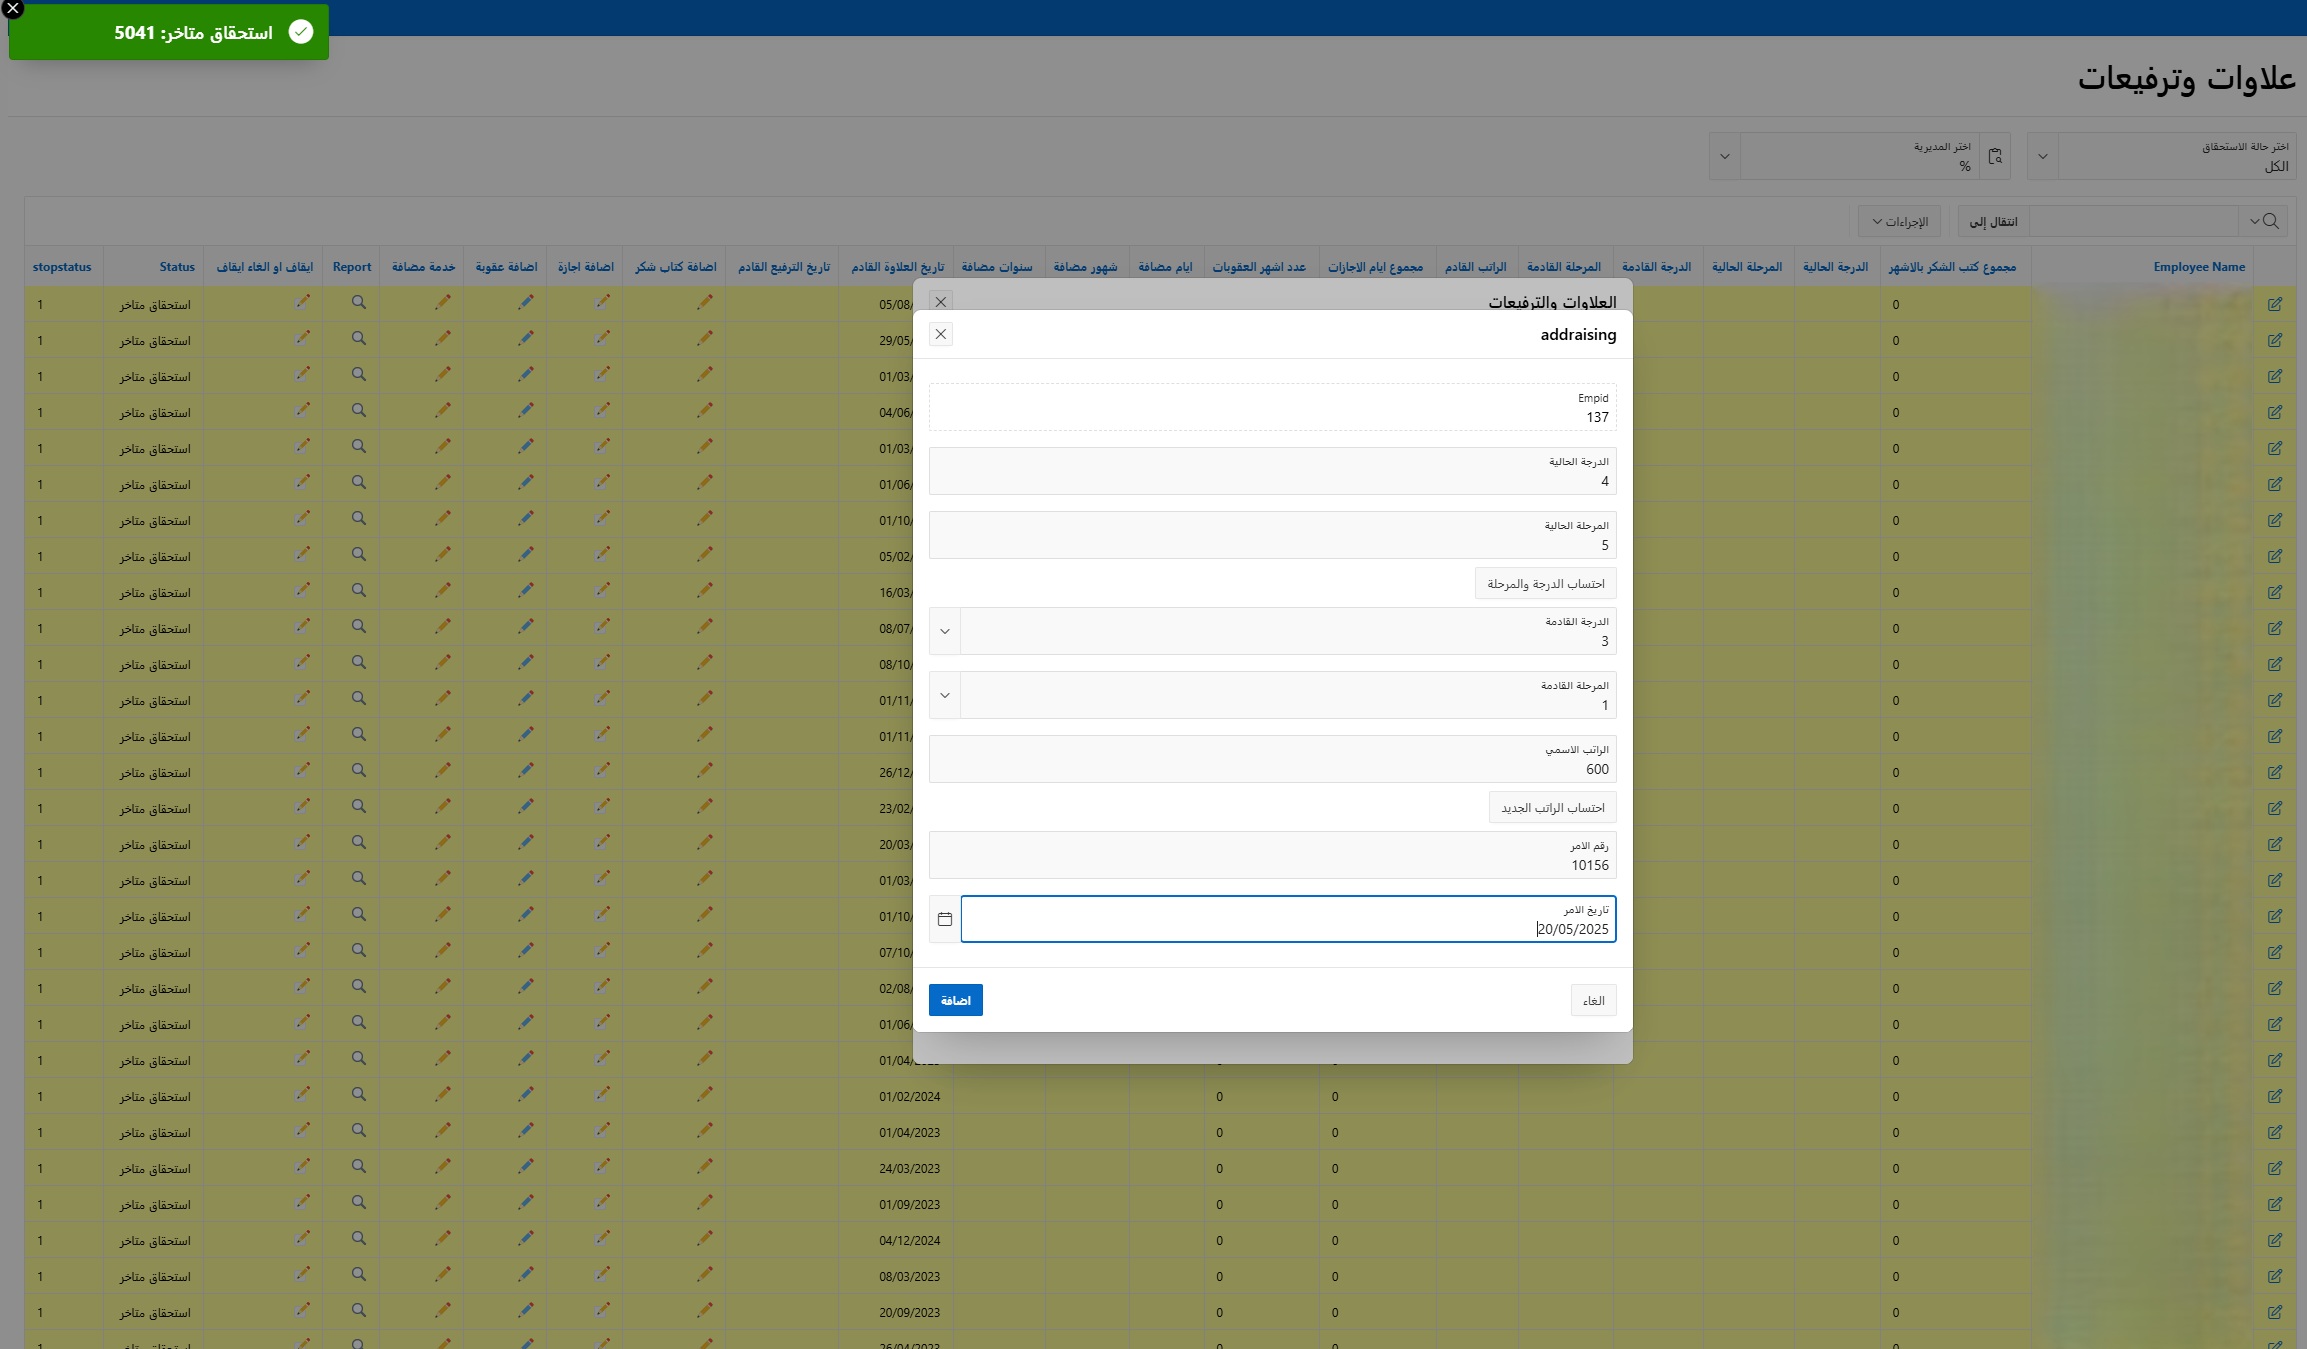 استحقاق متاخر: 5041
علاوات وترفيعات
اختر حالة الاستحقاق
الكل
اختر المديرية
%
انتقال إلى
الإجراءات
Employee Name
مجموع كتب الشكر بالاشهر
الدرجة الحالية
المرحلة الحالية
الدرجة القادمة
المرحلة القادمة
الراتب القادم
مجموع ايام الاجازات
عدد اشهر العقوبات
ايام مضافة
شهور مضافة
سنوات مضافة
تاريخ العلاوة القادم
تاريخ الترفيع القادم
اضافة كتاب شكر
اضافة اجازة
اضافة عقوبة
خدمة مضافة
Report
ايقاف او الغاء ايقاف
Status
stopstatus
0 05/08/ استحقاق متاخر 1
0 29/05/ استحقاق متاخر 1
0 01/03/ استحقاق متاخر 1
0 04/06/ استحقاق متاخر 1
0 01/03/ استحقاق متاخر 1
0 01/06/ استحقاق متاخر 1
0 01/10/ استحقاق متاخر 1
0 05/02/ استحقاق متاخر 1
0 16/03/ استحقاق متاخر 1
0 08/07/ استحقاق متاخر 1
0 08/10/ استحقاق متاخر 1
0 01/11/ استحقاق متاخر 1
0 01/11/ استحقاق متاخر 1
0 26/12/ استحقاق متاخر 1
0 23/02/ استحقاق متاخر 1
0 20/03/ استحقاق متاخر 1
0 01/03/ استحقاق متاخر 1
0 01/10/ استحقاق متاخر 1
0 07/10/ استحقاق متاخر 1
0 02/08/ استحقاق متاخر 1
0 01/06/ استحقاق متاخر 1
0 01/04/ استحقاق متاخر 1
0 0 0 01/02/2024 استحقاق متاخر 1
0 0 0 01/04/2023 استحقاق متاخر 1
0 0 0 24/03/2023 استحقاق متاخر 1
0 0 0 01/09/2023 استحقاق متاخر 1
0 0 0 04/12/2024 استحقاق متاخر 1
0 0 0 08/03/2023 استحقاق متاخر 1
0 0 0 20/09/2023 استحقاق متاخر 1
العلاوات والترفيعات
addraising
Empid
137
الدرجة الحالية
4
المرحلة الحالية
5
احتساب الدرجة والمرحلة
الدرجة القادمة
3
المرحلة القادمة
1
الراتب الاسمي
600
احتساب الراتب الجديد
رقم الامر
10156
تاريخ الامر
20/05/2025
الغاء
اضافة